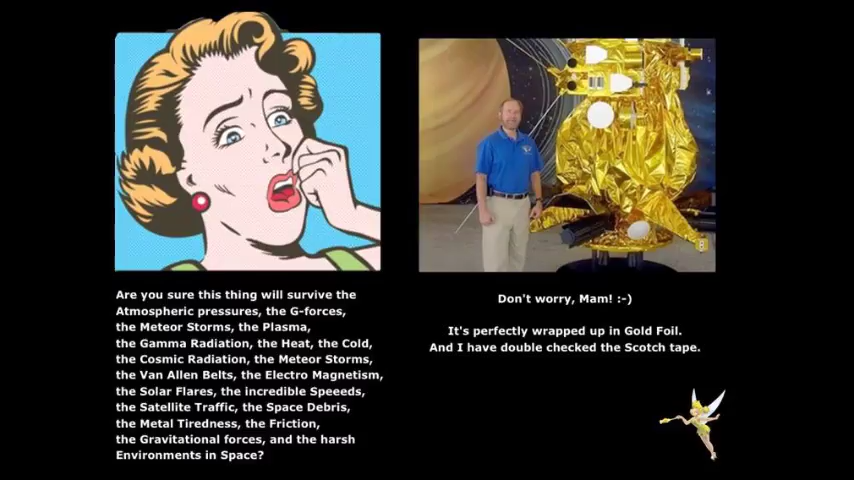 Are you sure this thing will survive the
Atmospheric pressures, the G-forces,
the Meteor Storms, the Plasma,
the Gamma Radiation, the Heat, the Cold,
the Cosmic Radiation, the Meteor Storms,
the Van Allen Belts, the Electro Magnetism,
the Solar Flares, the incredible Speeeds,
the Satellite Traffic, the Space Debris,
the Metal Tiredness, the Friction,
the Gravitational forces, and the harsh
Environments in Space?
Don't worry, Mam! :-)
It's perfectly wrapped up in Gold Foil.
And I have double checked the Scotch tape.